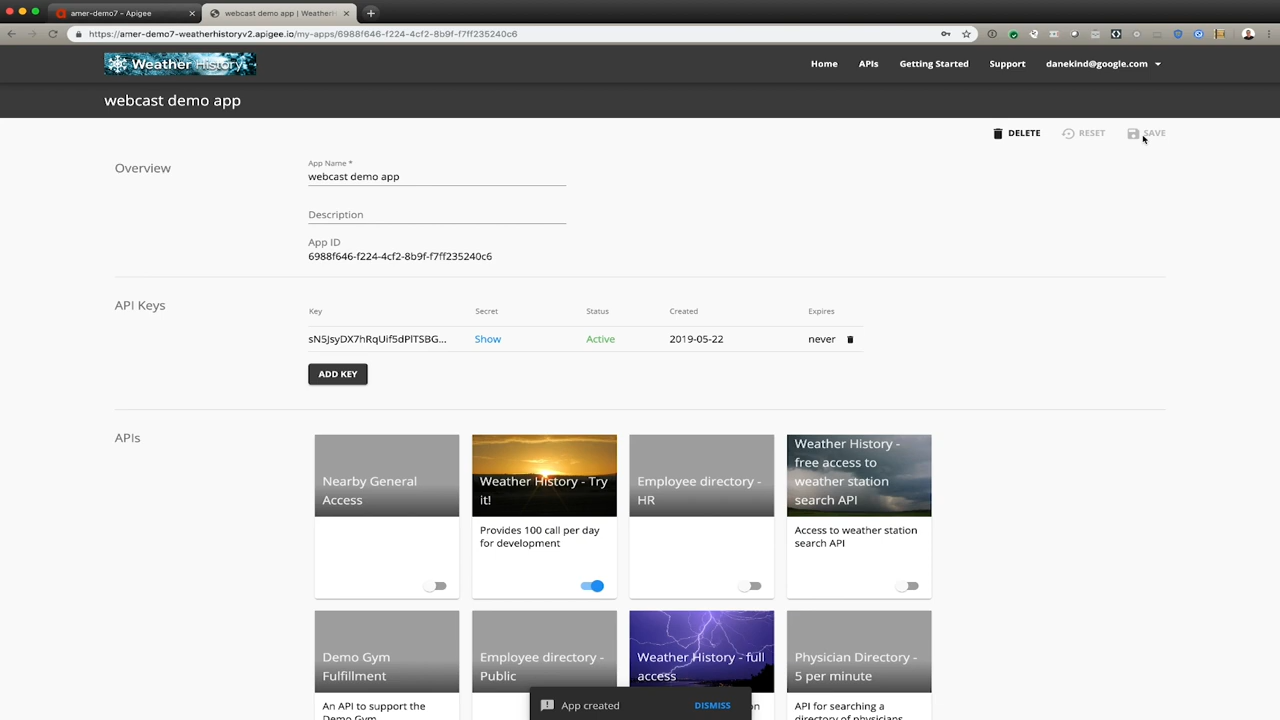 amer-demo7 – Apigee
webcast demo app | Weather
https://amer-demo7-weatherhistoryv2.apigee.io/my-apps/6988f646-f224-4cf2-8b9f-f7ff235240c6
Weather History
Home
APIs
Getting Started
Support
danekind@google.com
webcast demo app
DELETE
RESET
SAVE
Overview
App Name *
webcast demo app
Description
App ID
6988f646-f224-4cf2-8b9f-f7ff235240c6
API Keys
Key
Secret
Status
Created
Expires
sN5JsyDX7hRqUif5dPlTSBG...
Show
Active
2019-05-22
never
ADD KEY
APIs
Nearby General
Access
Weather History - Try
it!
Provides 100 call per day
for development
Employee directory -
HR
Weather History -
free access to
weather station
search API
Access to weather station
search API
Demo Gym
Fulfillment
An API to support the
Demo Gym
Employee directory -
Public
Weather History - full
access
Physician Directory -
5 per minute
API for searching a
directory of physicians
App created
DISMISS